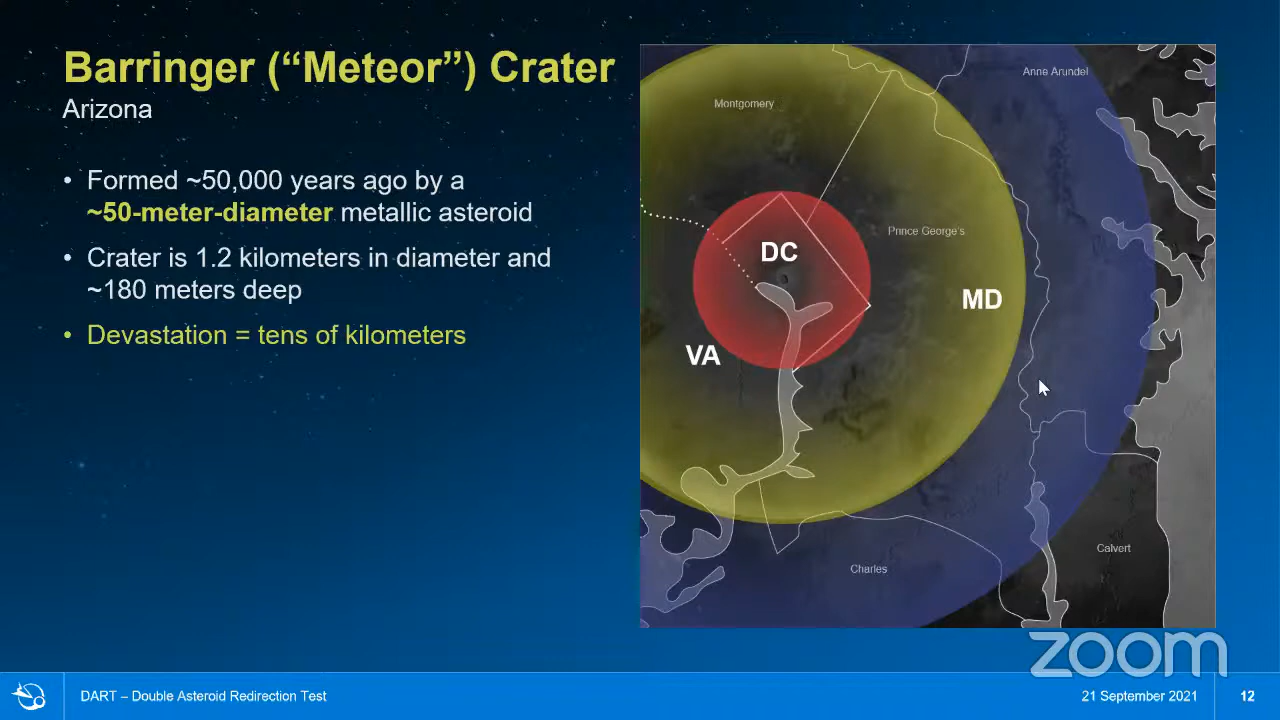 Barringer (“Meteor”) Crater
Arizona
• Formed ~50,000 years ago by a
~50-meter-diameter metallic asteroid
• Crater is 1.2 kilometers in diameter and
~180 meters deep
• Devastation = tens of kilometers
Anne Arundel
Montgomery
Prince George's
DC
MD
VA
Calvert
Charles
zoom
DART – Double Asteroid Redirection Test
21 September 2021
12